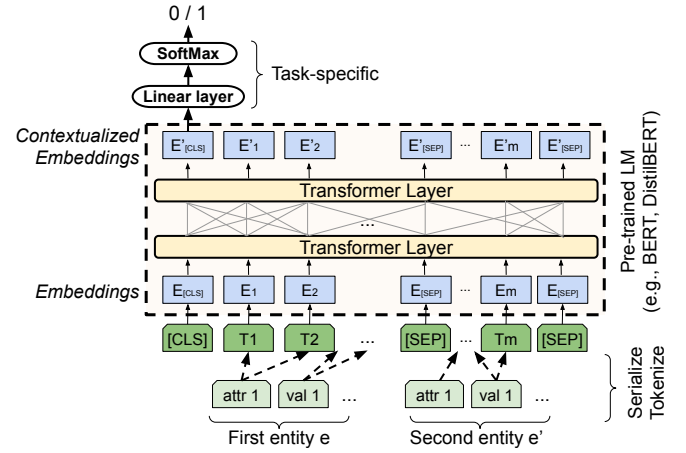 0 / 1
SoftMax
Task-specific
Linear layer
Contextualized Embeddings
E'[CLS] E'1 E'2 E'[SEP] ... E'm E'[SEP]
Transformer Layer
...
Transformer Layer
Embeddings
E[CLS] E1 E2 E[SEP] ... Em E[SEP]
Pre-trained LM
(e.g., BERT, DistilBERT)
[CLS] T1 T2 ... [SEP] ... Tm [SEP]
attr 1 val 1 ... attr 1 val 1 ...
Serialize
Tokenize
First entity e
Second entity e'